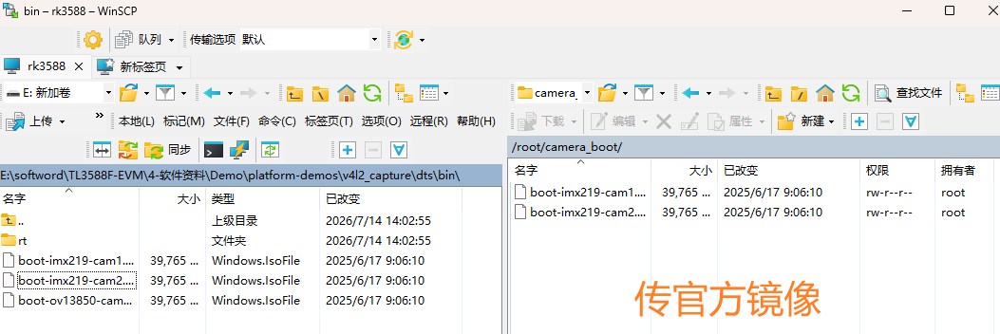 bin – rk3588 – WinSCP
队列
传输选项 默认
rk3588
新标签页
E: 新加卷
camera_
查找文件
上传
»
本地(L) 标记(M) 文件(F) 命令(C) 标签页(T) 选项(O) 远程(R) 帮助(H)
下载
编辑
属性
新建
同步
E:\softword\TL3588F-EVM\4-软件资料\Demo\platform-demos\v4l2_capture\dts\bin\
名字 大小 类型 已改变
.. 上级目录 2026/7/14 14:02:55
rt 文件夹 2026/7/14 14:02:55
boot-imx219-cam1.... 39,765 ... Windows.IsoFile 2025/6/17 9:06:10
boot-imx219-cam2.... 39,765 ... Windows.IsoFile 2025/6/17 9:06:10
boot-ov13850-cam... 39,765 ... Windows.IsoFile 2025/6/17 9:06:10
/root/camera_boot/
名字 大小 已改变 权限 拥有者
boot-imx219-cam1.... 39,765 ... 2025/6/17 9:06:10 rw-r--r-- root
boot-imx219-cam2.... 39,765 ... 2025/6/17 9:06:10 rw-r--r-- root
传官方镜像